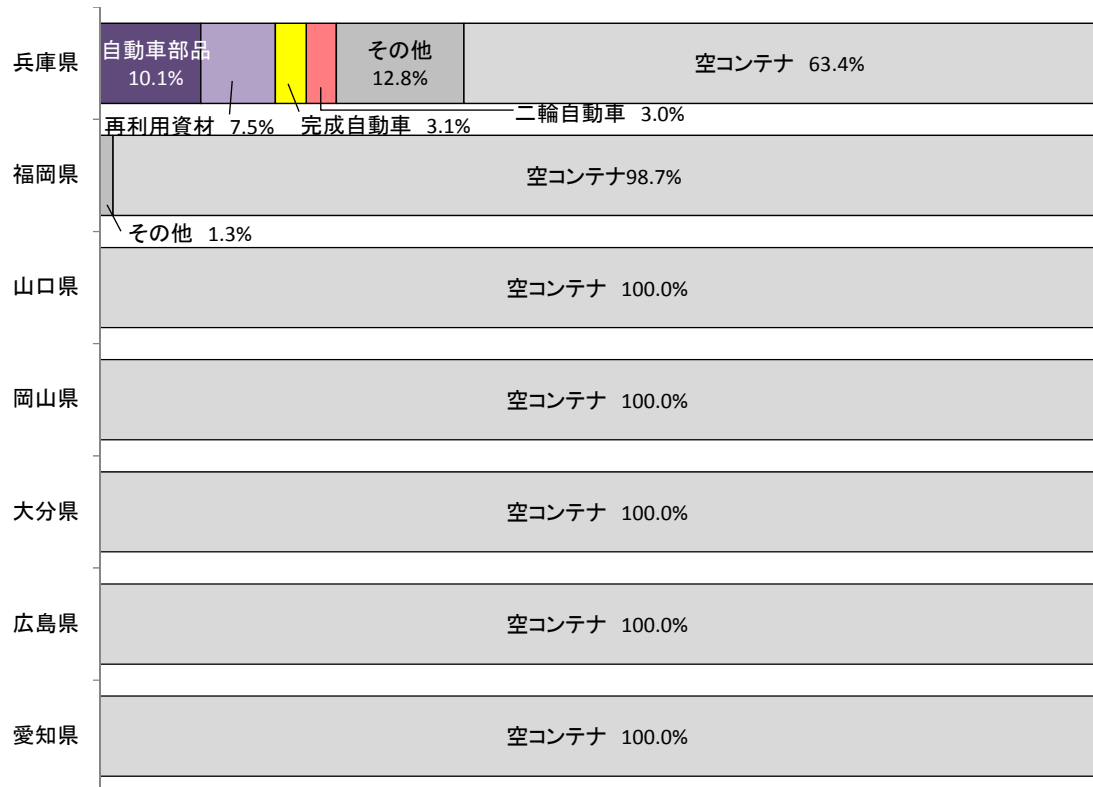 兵庫県
自動車部品
10.1%
その他
12.8%
空コンテナ 63.4%
再利用資材 7.5%
完成自動車 3.1%
二輪自動車 3.0%
福岡県
空コンテナ98.7%
その他 1.3%
山口県
空コンテナ 100.0%
岡山県
空コンテナ 100.0%
大分県
空コンテナ 100.0%
広島県
空コンテナ 100.0%
愛知県
空コンテナ 100.0%